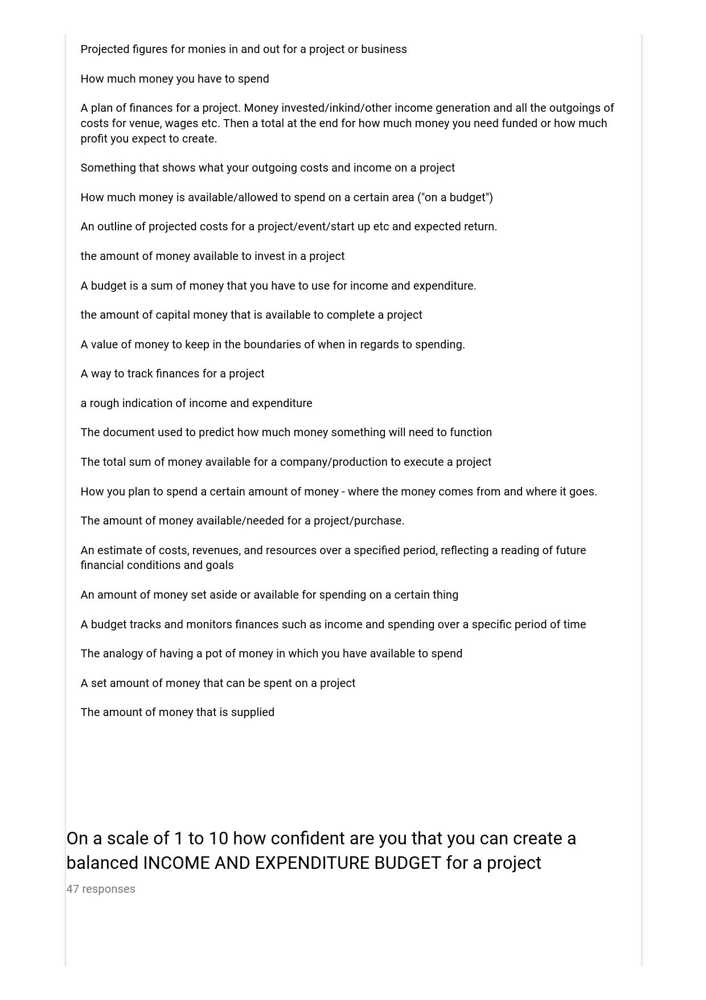 Projected figures for monies in and out for a project or business
How much money you have to spend
A plan of finances for a project. Money invested/inkind/other income generation and all the outgoings of
costs for venue, wages etc. Then a total at the end for how much money you need funded or how much
profit you expect to create.
Something that shows what your outgoing costs and income on a project
How much money is available/allowed to spend on a certain area ("on a budget")
An outline of projected costs for a project/event/start up etc and expected return.
the amount of money available to invest in a project
A budget is a sum of money that you have to use for income and expenditure.
the amount of capital money that is available to complete a project
A value of money to keep in the boundaries of when in regards to spending.
A way to track finances for a project
a rough indication of income and expenditure
The document used to predict how much money something will need to function
The total sum of money available for a company/production to execute a project
How you plan to spend a certain amount of money - where the money comes from and where it goes.
The amount of money available/needed for a project/purchase.
An estimate of costs, revenues, and resources over a specified period, reflecting a reading of future
financial conditions and goals
An amount of money set aside or available for spending on a certain thing
A budget tracks and monitors finances such as income and spending over a specific period of time
The analogy of having a pot of money in which you have available to spend
A set amount of money that can be spent on a project
The amount of money that is supplied
On a scale of 1 to 10 how confident are you that you can create a
balanced INCOME AND EXPENDITURE BUDGET for a project
47 responses